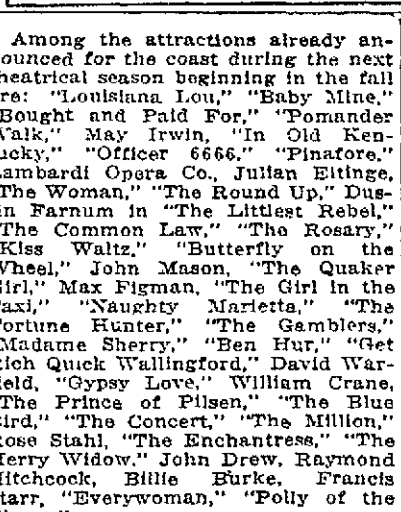 Among the attractions already an-
ounced for the coast during the next
heatrical season beginning in the fall
re: "Louisiana Lou," "Baby Mine,"
Bought and Paid For," "Pomander
Walk," May Irwin, "In Old Ken-
ucky," "Officer 6666," "Pinafore,"
Lambardi Opera Co., Julian Eltinge,
The Woman," "The Round Up," Dus-
in Farnum in "The Littlest Rebel,"
The Common Law," "The Rosary,"
Kiss Waltz," "Butterfly on the
Wheel," John Mason, "The Quaker
Girl," Max Figman, "The Girl in the
Taxi," "Naughty Marietta," "The
Fortune Hunter," "The Gamblers,"
Madame Sherry," "Ben Hur," "Get
Rich Quick Wallingford," David War-
ield, "Gypsy Love," William Crane,
The Prince of Pilsen," "The Blue
Bird," "The Concert," "The Million,"
Rose Stahl, "The Enchantress," "The
Merry Widow," John Drew, Raymond
Hitchcock, Billie Burke, Francis
Starr, "Everywoman," "Polly of the